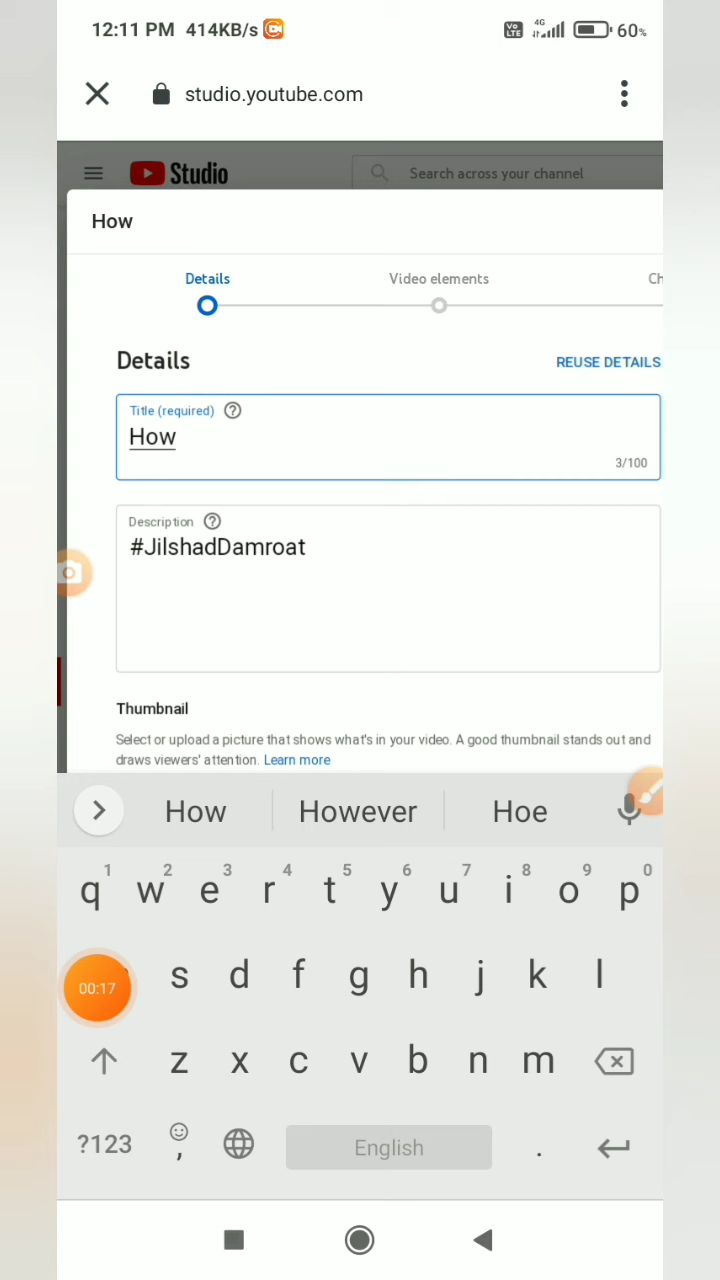 12:11 PM 414KB/s VoLTE 4G 60%
studio.youtube.com
Studio
Search across your channel
How
Details Video elements Ch
Details REUSE DETAILS
Title (required) ?
How
3/100
Description ?
#JilshadDamroat
Thumbnail
Select or upload a picture that shows what's in your video. A good thumbnail stands out and
draws viewers' attention. Learn more
How However Hoe
1 2 3 4 5 6 7 8 9 0
q w e r t y u i o p
00:17 s d f g h j k l
z x c v b n m
?123 , English .